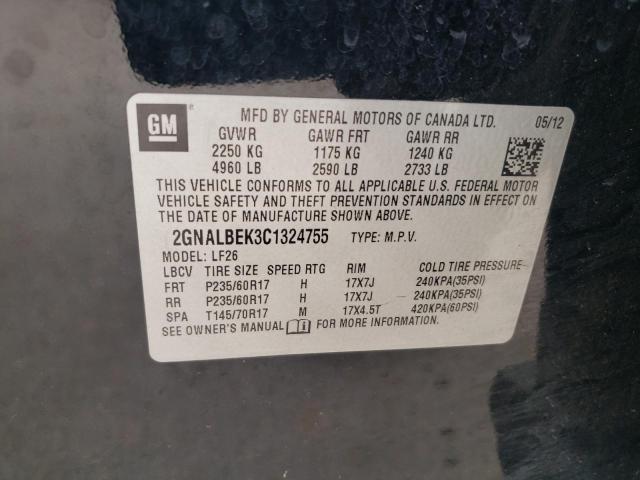 GM ®
MFD BY GENERAL MOTORS OF CANADA LTD. 05/12
GVWR GAWR FRT GAWR RR
2250 KG 1175 KG 1240 KG
4960 LB 2590 LB 2733 LB
THIS VEHICLE CONFORMS TO ALL APPLICABLE U.S. FEDERAL MOTOR
VEHICLE SAFETY AND THEFT PREVENTION STANDARDS IN EFFECT ON THE
DATE OF MANUFACTURE SHOWN ABOVE.
2GNALBEK3C1324755 TYPE: M.P.V.
MODEL: LF26
LBCV TIRE SIZE SPEED RTG RIM COLD TIRE PRESSURE
FRT P235/60R17 H 17X7J 240KPA(35PSI)
RR P235/60R17 H 17X7J 240KPA(35PSI)
SPA T145/70R17 M 17X4.5T 420KPA(60PSI)
SEE OWNER'S MANUAL FOR MORE INFORMATION.